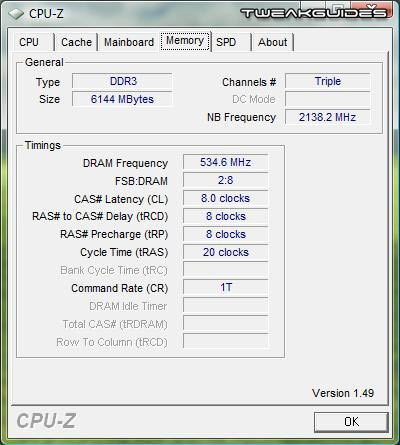 CPU-Z
TWEAKGUIDES
CPU Cache Mainboard Memory SPD About
General
Type DDR3 Channels # Triple
Size 6144 MBytes DC Mode
NB Frequency 2138.2 MHz
Timings
DRAM Frequency 534.6 MHz
FSB:DRAM 2:8
CAS# Latency (CL) 8.0 clocks
RAS# to CAS# Delay (tRCD) 8 clocks
RAS# Precharge (tRP) 8 clocks
Cycle Time (tRAS) 20 clocks
Bank Cycle Time (tRC)
Command Rate (CR) 1T
DRAM Idle Timer
Total CAS# (tRDRAM)
Row To Column (tRCD)
Version 1.49
CPU-Z OK